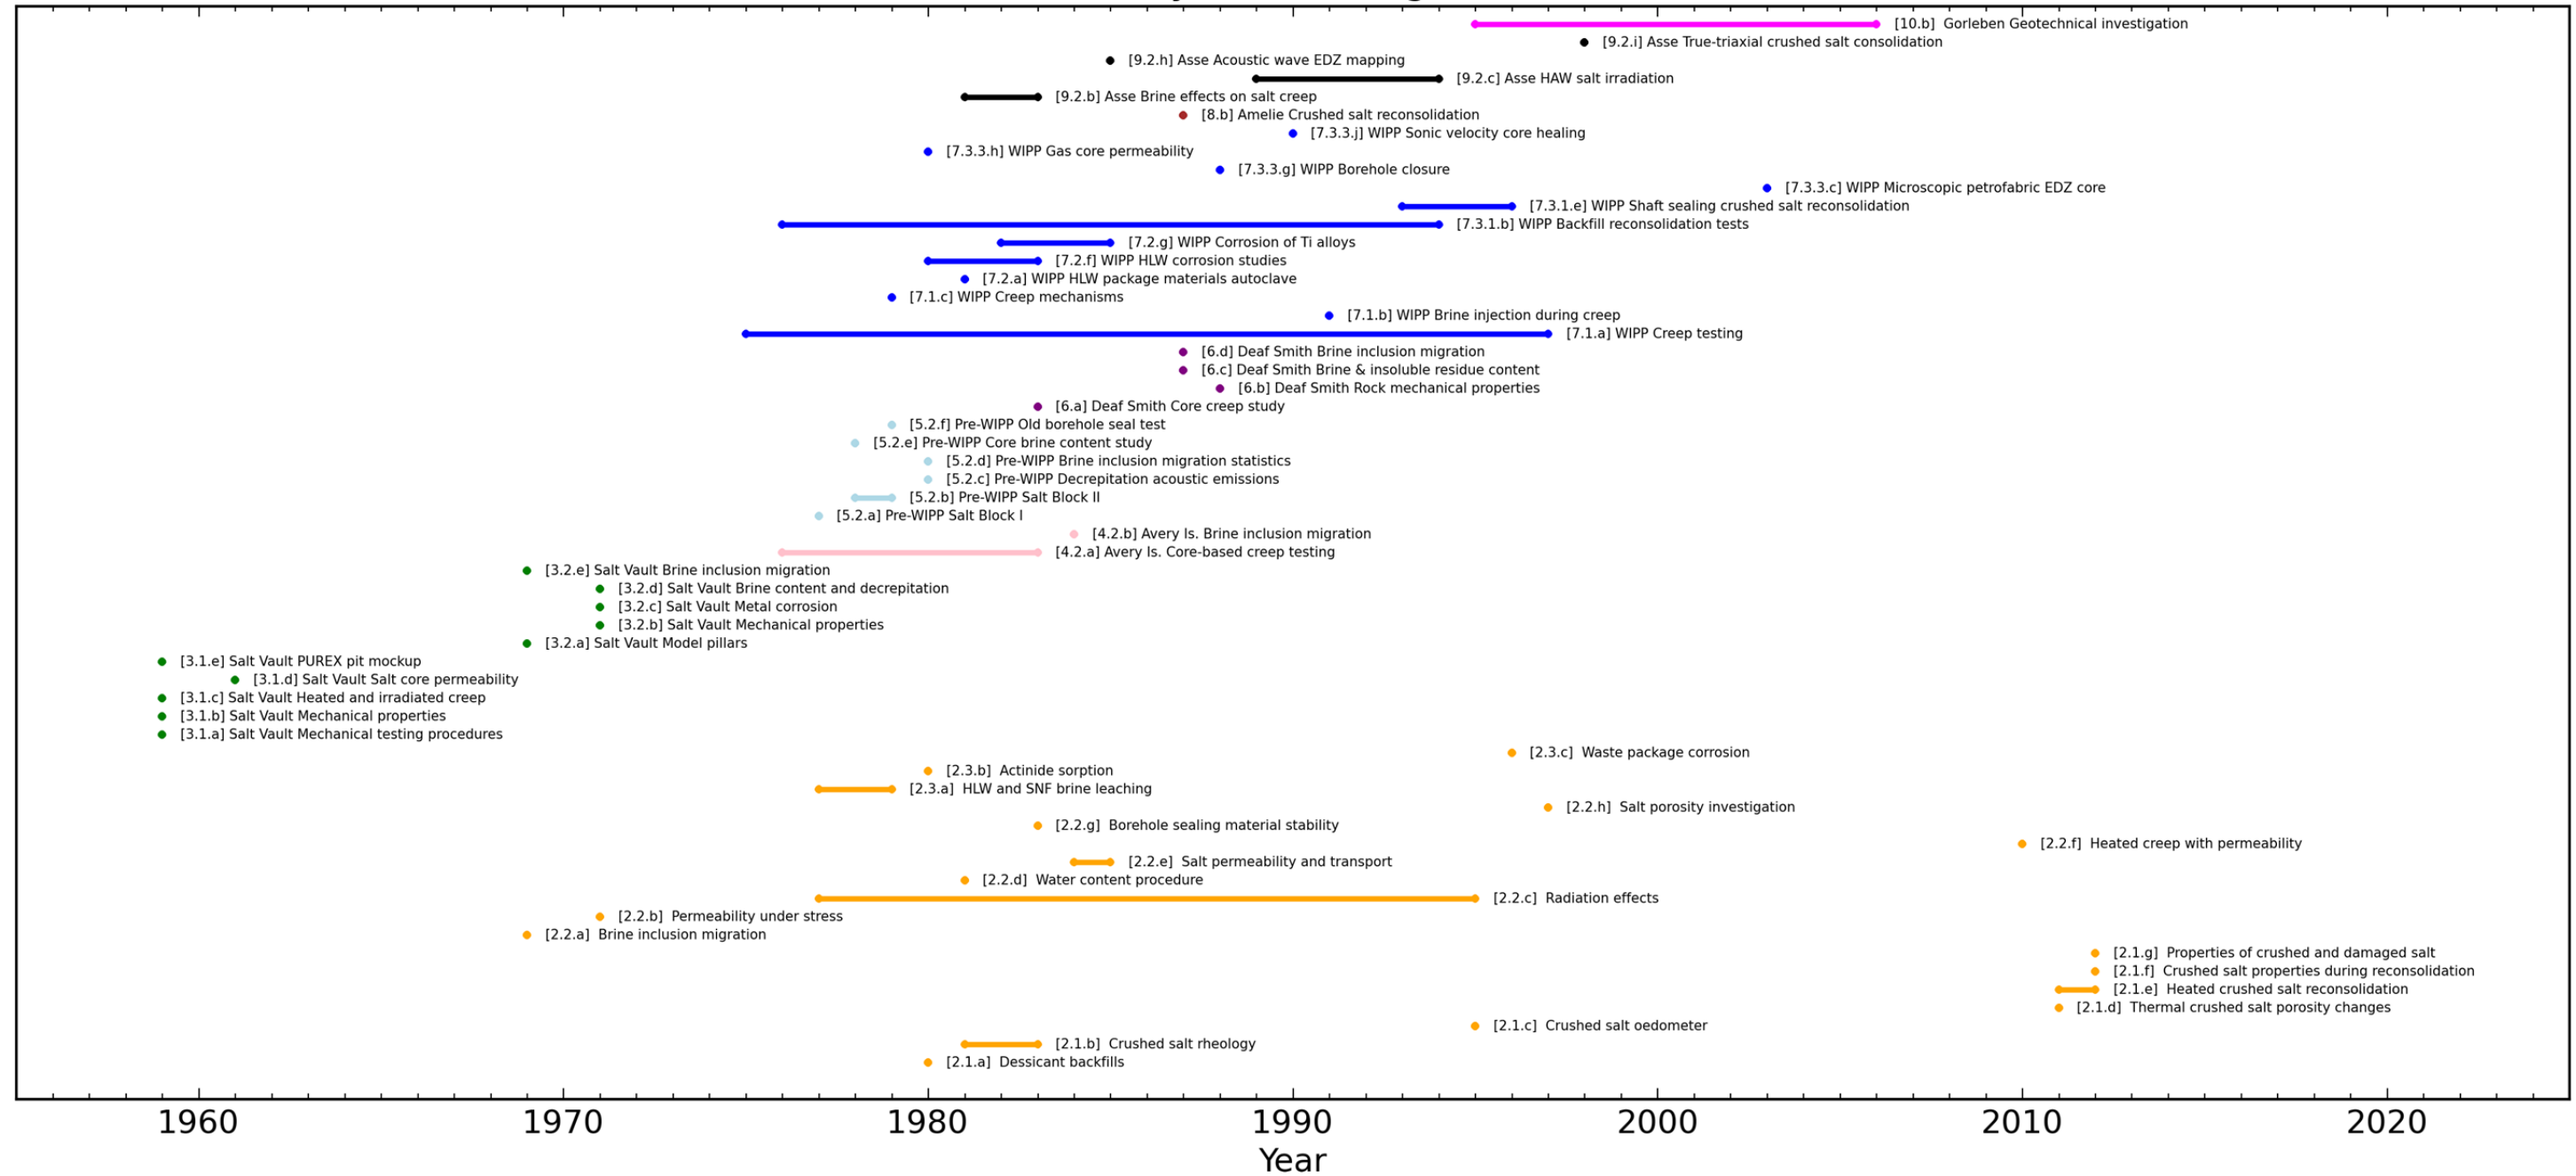 [10.b]  Gorleben Geotechnical investigation
[9.2.i] Asse True-triaxial crushed salt consolidation
[9.2.h] Asse Acoustic wave EDZ mapping
[9.2.c] Asse HAW salt irradiation
[9.2.b] Asse Brine effects on salt creep
[8.b] Amelie Crushed salt reconsolidation
[7.3.3.j] WIPP Sonic velocity core healing
[7.3.3.h] WIPP Gas core permeability
[7.3.3.g] WIPP Borehole closure
[7.3.3.c] WIPP Microscopic petrofabric EDZ core
[7.3.1.e] WIPP Shaft sealing crushed salt reconsolidation
[7.3.1.b] WIPP Backfill reconsolidation tests
[7.2.g] WIPP Corrosion of Ti alloys
[7.2.f] WIPP HLW corrosion studies
[7.2.a] WIPP HLW package materials autoclave
[7.1.c] WIPP Creep mechanisms
[7.1.b] WIPP Brine injection during creep
[7.1.a] WIPP Creep testing
[6.d] Deaf Smith Brine inclusion migration
[6.c] Deaf Smith Brine & insoluble residue content
[6.b] Deaf Smith Rock mechanical properties
[6.a] Deaf Smith Core creep study
[5.2.f] Pre-WIPP Old borehole seal test
[5.2.e] Pre-WIPP Core brine content study
[5.2.d] Pre-WIPP Brine inclusion migration statistics
[5.2.c] Pre-WIPP Decrepitation acoustic emissions
[5.2.b] Pre-WIPP Salt Block II
[5.2.a] Pre-WIPP Salt Block I
[4.2.b] Avery Is. Brine inclusion migration
[4.2.a] Avery Is. Core-based creep testing
[3.2.e] Salt Vault Brine inclusion migration
[3.2.d] Salt Vault Brine content and decrepitation
[3.2.c] Salt Vault Metal corrosion
[3.2.b] Salt Vault Mechanical properties
[3.2.a] Salt Vault Model pillars
[3.1.e] Salt Vault PUREX pit mockup
[3.1.d] Salt Vault Salt core permeability
[3.1.c] Salt Vault Heated and irradiated creep
[3.1.b] Salt Vault Mechanical properties
[3.1.a] Salt Vault Mechanical testing procedures
[2.3.c]  Waste package corrosion
[2.3.b]  Actinide sorption
[2.3.a]  HLW and SNF brine leaching
[2.2.h]  Salt porosity investigation
[2.2.g]  Borehole sealing material stability
[2.2.f]  Heated creep with permeability
[2.2.e]  Salt permeability and transport
[2.2.d]  Water content procedure
[2.2.c]  Radiation effects
[2.2.b]  Permeability under stress
[2.2.a]  Brine inclusion migration
[2.1.g]  Properties of crushed and damaged salt
[2.1.f]  Crushed salt properties during reconsolidation
[2.1.e]  Heated crushed salt reconsolidation
[2.1.d]  Thermal crushed salt porosity changes
[2.1.c]  Crushed salt oedometer
[2.1.b]  Crushed salt rheology
[2.1.a]  Dessicant backfills
1960 1970 1980 1990 2000 2010 2020
Year